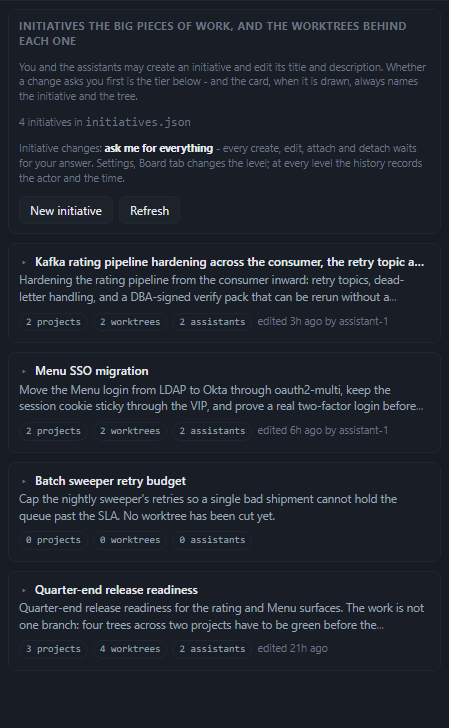 INITIATIVES THE BIG PIECES OF WORK, AND THE WORKTREES BEHIND
EACH ONE
You and the assistants may create an initiative and edit its title and description. Whether
a change asks you first is the tier below - and the card, when it is drawn, always names
the initiative and the tree.
4 initiatives in initiatives.json
Initiative changes: ask me for everything - every create, edit, attach and detach waits
for your answer. Settings, Board tab changes the level; at every level the history records
the actor and the time.
New initiative Refresh
Kafka rating pipeline hardening across the consumer, the retry topic a...
Hardening the rating pipeline from the consumer inward: retry topics, dead-
letter handling, and a DBA-signed verify pack that can be rerun without a...
2 projects 2 worktrees 2 assistants edited 3h ago by assistant-1
Menu SSO migration
Move the Menu login from LDAP to Okta through oauth2-multi, keep the
session cookie sticky through the VIP, and prove a real two-factor login before...
2 projects 2 worktrees 2 assistants edited 6h ago by assistant-1
Batch sweeper retry budget
Cap the nightly sweeper's retries so a single bad shipment cannot hold the
queue past the SLA. No worktree has been cut yet.
0 projects 0 worktrees 0 assistants
Quarter-end release readiness
Quarter-end release readiness for the rating and Menu surfaces. The work is not
one branch: four trees across two projects have to be green before the...
3 projects 4 worktrees 2 assistants edited 21h ago